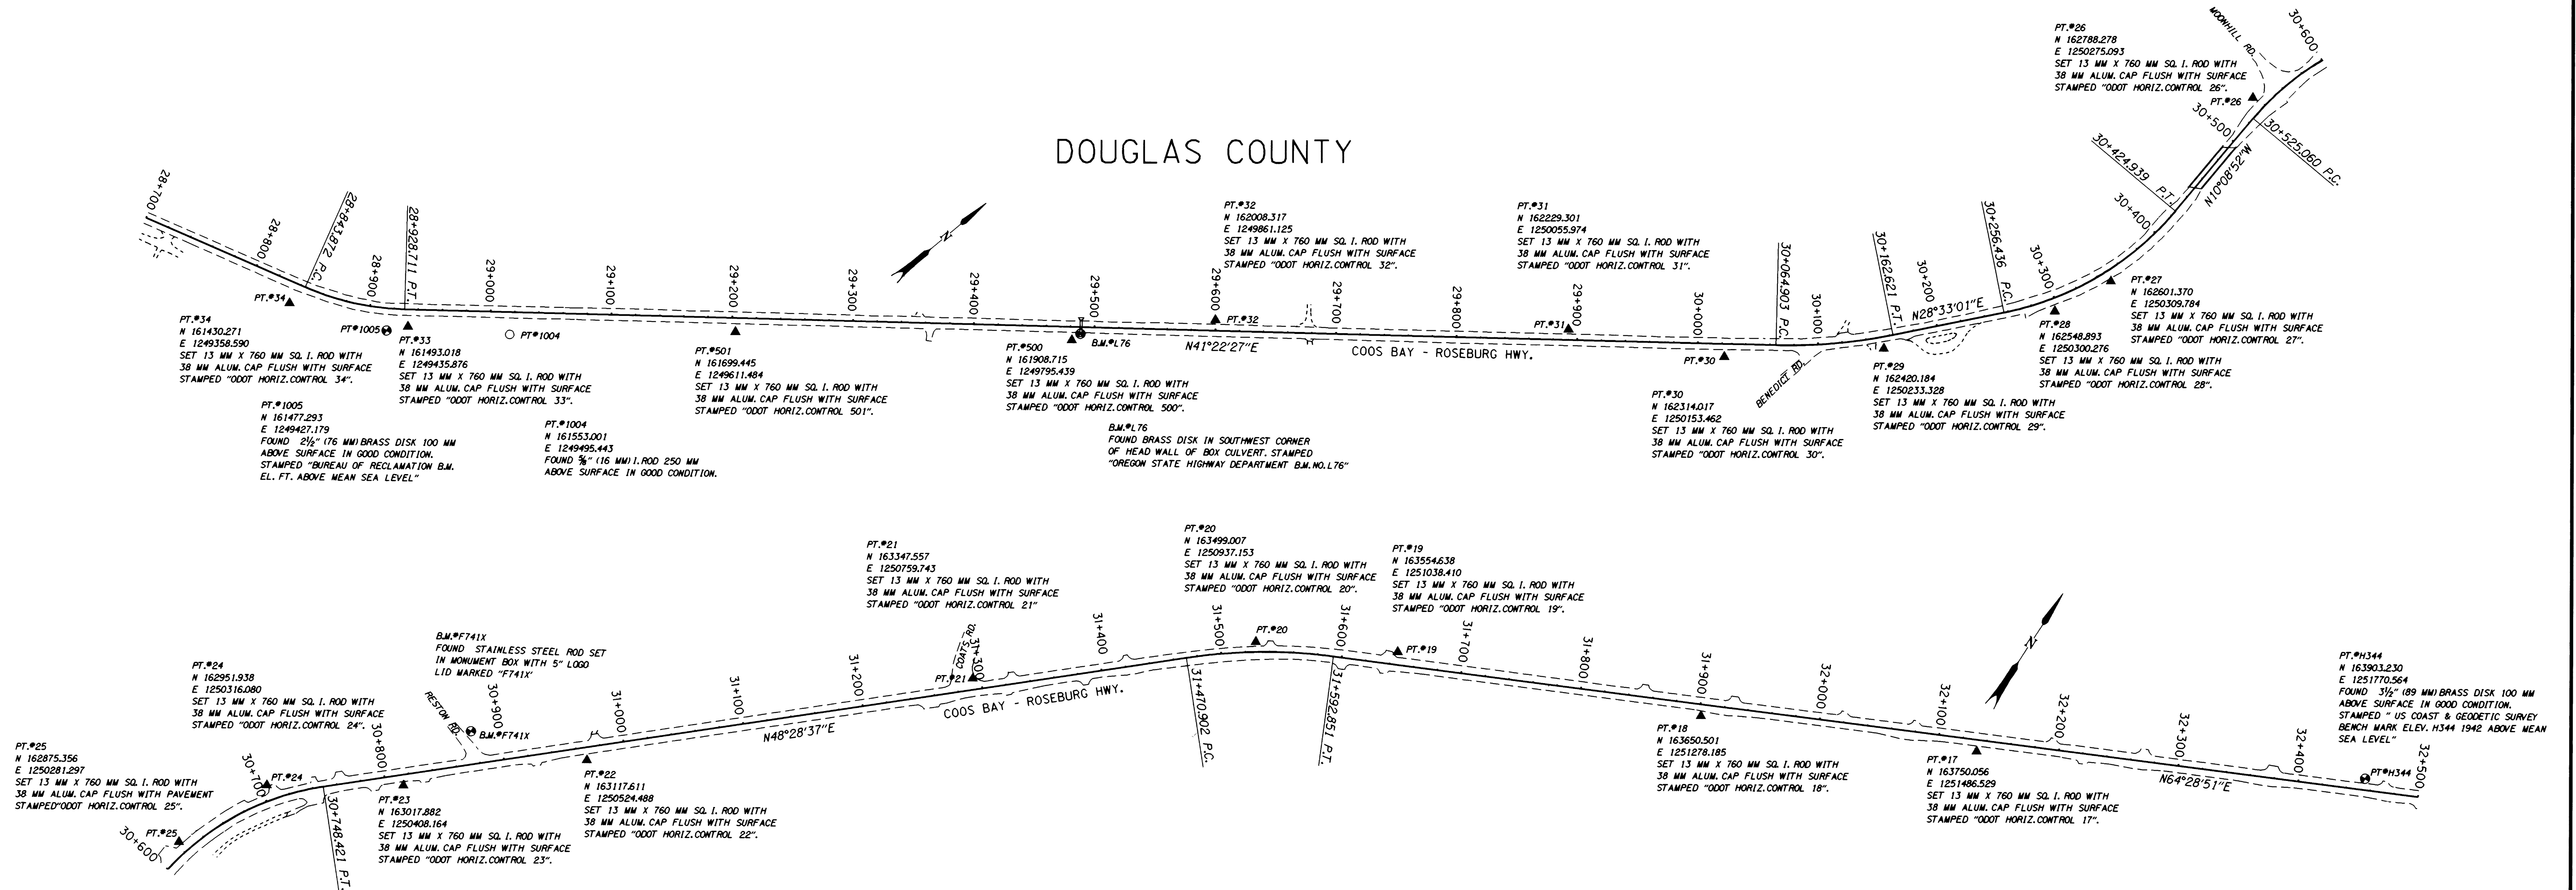 DOUGLAS COUNTY
PT.#26
N 162788.278
E 1250275.093
SET 13 MM X 760 MM SQ. I. ROD WITH
38 MM ALUM. CAP FLUSH WITH SURFACE
STAMPED "ODOT HORIZ.CONTROL 26".
MOONHILL RD.
30+600
PT.#26
30+500
30+525.060 P.C.
30+424.939 P.T.
N10°08'52"W
30+400
28+700
28+800
28+843.872 P.C.
28+900
28+928.711 P.T.
29+000
29+100
29+200
29+300
29+400
29+500
29+600
29+700
29+800
29+900
30+000
30+064.903 P.C.
30+100
30+162.621 P.T.
30+200
30+256.436 P.C.
30+300
N
PT.#32
N 162008.317
E 1249861.125
SET 13 MM X 760 MM SQ. I. ROD WITH
38 MM ALUM. CAP FLUSH WITH SURFACE
STAMPED "ODOT HORIZ.CONTROL 32".
PT.#31
N 162229.301
E 1250055.974
SET 13 MM X 760 MM SQ. I. ROD WITH
38 MM ALUM. CAP FLUSH WITH SURFACE
STAMPED "ODOT HORIZ.CONTROL 31".
PT.#34
PT#1005
PT#1004
PT.#32
PT.#31
PT.#30
B.M.#L76
N41°22'27"E
COOS BAY - ROSEBURG HWY.
BENEDICT RD.
N28°33'01"E
PT.#34
N 161430.271
E 1249358.590
SET 13 MM X 760 MM SQ. I. ROD WITH
38 MM ALUM. CAP FLUSH WITH SURFACE
STAMPED "ODOT HORIZ.CONTROL 34".
PT.#33
N 161493.018
E 1249435.876
SET 13 MM X 760 MM SQ. I. ROD WITH
38 MM ALUM. CAP FLUSH WITH SURFACE
STAMPED "ODOT HORIZ.CONTROL 33".
PT.#501
N 161699.445
E 1249611.484
SET 13 MM X 760 MM SQ. I. ROD WITH
38 MM ALUM. CAP FLUSH WITH SURFACE
STAMPED "ODOT HORIZ.CONTROL 501".
PT.#500
N 161908.715
E 1249795.439
SET 13 MM X 760 MM SQ. I. ROD WITH
38 MM ALUM. CAP FLUSH WITH SURFACE
STAMPED "ODOT HORIZ.CONTROL 500".
PT.#30
N 162314.017
E 1250153.462
SET 13 MM X 760 MM SQ. I. ROD WITH
38 MM ALUM. CAP FLUSH WITH SURFACE
STAMPED "ODOT HORIZ.CONTROL 30".
PT.#29
N 162420.184
E 1250233.328
SET 13 MM X 760 MM SQ. I. ROD WITH
38 MM ALUM. CAP FLUSH WITH SURFACE
STAMPED "ODOT HORIZ.CONTROL 29".
PT.#28
N 162548.893
E 1250300.276
SET 13 MM X 760 MM SQ. I. ROD WITH
38 MM ALUM. CAP FLUSH WITH SURFACE
STAMPED "ODOT HORIZ.CONTROL 28".
PT.#27
N 162601.370
E 1250309.784
SET 13 MM X 760 MM SQ. I. ROD WITH
38 MM ALUM. CAP FLUSH WITH SURFACE
STAMPED "ODOT HORIZ.CONTROL 27".
PT.#1005
N 161477.293
E 1249427.179
FOUND 2½" (76 MM) BRASS DISK 100 MM
ABOVE SURFACE IN GOOD CONDITION.
STAMPED "BUREAU OF RECLAMATION B.M.
EL. FT. ABOVE MEAN SEA LEVEL"
PT.#1004
N 161553.001
E 1249495.443
FOUND ⅝" (16 MM) I. ROD 250 MM
ABOVE SURFACE IN GOOD CONDITION.
B.M.#L76
FOUND BRASS DISK IN SOUTHWEST CORNER
OF HEAD WALL OF BOX CULVERT. STAMPED
"OREGON STATE HIGHWAY DEPARTMENT B.M.NO.L76"
PT.#21
N 163347.557
E 1250759.743
SET 13 MM X 760 MM SQ. I. ROD WITH
38 MM ALUM. CAP FLUSH WITH SURFACE
STAMPED "ODOT HORIZ.CONTROL 21"
PT.#20
N 163499.007
E 1250937.153
SET 13 MM X 760 MM SQ. I. ROD WITH
38 MM ALUM. CAP FLUSH WITH SURFACE
STAMPED "ODOT HORIZ.CONTROL 20".
PT.#19
N 163554.638
E 1251038.410
SET 13 MM X 760 MM SQ. I. ROD WITH
38 MM ALUM. CAP FLUSH WITH SURFACE
STAMPED "ODOT HORIZ.CONTROL 19".
B.M.#F741X
FOUND STAINLESS STEEL ROD SET
IN MONUMENT BOX WITH 5" LOGO
LID MARKED "F741X'
PT.#24
N 162951.938
E 1250316.080
SET 13 MM X 760 MM SQ. I. ROD WITH
38 MM ALUM. CAP FLUSH WITH SURFACE
STAMPED "ODOT HORIZ.CONTROL 24".
PT.#25
N 162875.356
E 1250281.297
SET 13 MM X 760 MM SQ. I. ROD WITH
38 MM ALUM. CAP FLUSH WITH PAVEMENT
STAMPED"ODOT HORIZ.CONTROL 25".
30+600
PT.#25
30+700
PT.#24
30+748.421 P.T.
30+800
RESTON RD.
B.M.#F741X
30+900
31+000
31+100
31+200
COATS RD.
31+300
PT.#21
31+400
31+470.902 P.C.
31+500
PT.#20
31+592.851 P.T.
31+600
PT.#19
31+700
31+800
31+900
32+000
32+100
32+200
32+300
32+400
32+500
N
N48°28'37"E
COOS BAY - ROSEBURG HWY.
N64°28'51"E
PT#H344
PT.#23
N 163017.882
E 1250408.164
SET 13 MM X 760 MM SQ. I. ROD WITH
38 MM ALUM. CAP FLUSH WITH SURFACE
STAMPED "ODOT HORIZ.CONTROL 23".
PT.#22
N 163117.611
E 1250524.488
SET 13 MM X 760 MM SQ. I. ROD WITH
38 MM ALUM. CAP FLUSH WITH SURFACE
STAMPED "ODOT HORIZ.CONTROL 22".
PT.#18
N 163650.501
E 1251278.185
SET 13 MM X 760 MM SQ. I. ROD WITH
38 MM ALUM. CAP FLUSH WITH SURFACE
STAMPED "ODOT HORIZ.CONTROL 18".
PT.#17
N 163750.056
E 1251486.529
SET 13 MM X 760 MM SQ. I. ROD WITH
38 MM ALUM. CAP FLUSH WITH SURFACE
STAMPED "ODOT HORIZ.CONTROL 17".
PT.#H344
N 163903.230
E 1251770.564
FOUND 3½" (89 MM) BRASS DISK 100 MM
ABOVE SURFACE IN GOOD CONDITION.
STAMPED " US COAST & GEODETIC SURVEY
BENCH MARK ELEV. H344 1942 ABOVE MEAN
SEA LEVEL"